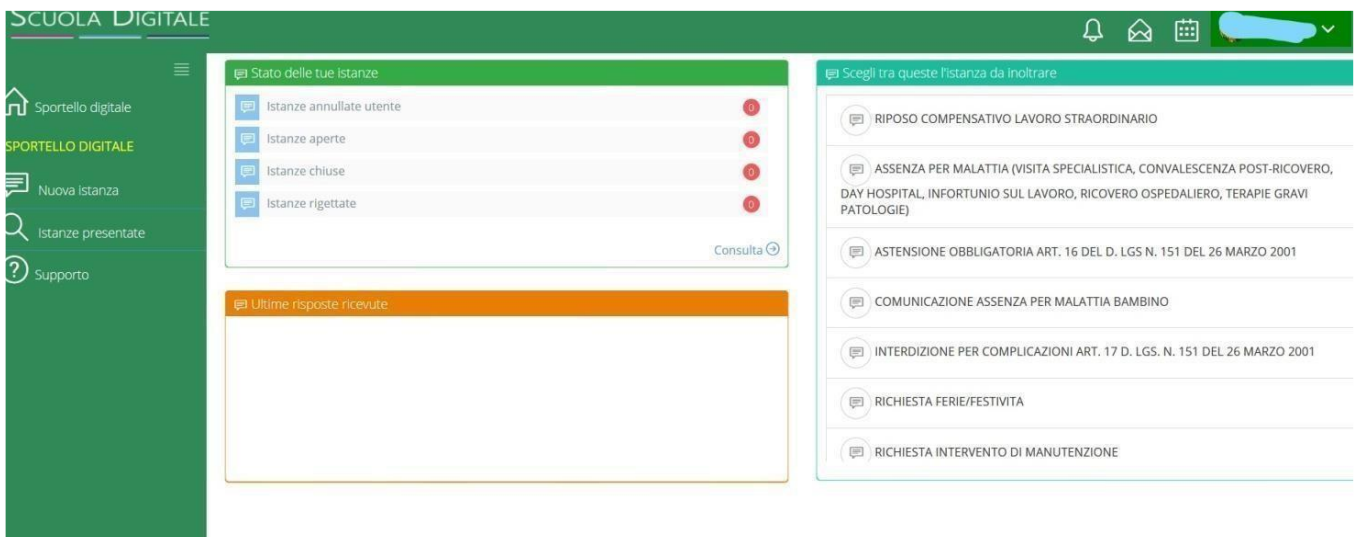 SCUOLA DIGITALE
Sportello digitale
SPORTELLO DIGITALE
Nuova istanza
Istanze presentate
Supporto
Stato delle tue istanze
Istanze annullate utente 0
Istanze aperte 0
Istanze chiuse 0
Istanze rigettate 0
Consulta
Ultime risposte ricevute
Scegli tra queste l'istanza da inoltrare
RIPOSO COMPENSATIVO LAVORO STRAORDINARIO
ASSENZA PER MALATTIA (VISITA SPECIALISTICA, CONVALESCENZA POST-RICOVERO,
DAY HOSPITAL, INFORTUNIO SUL LAVORO, RICOVERO OSPEDALIERO, TERAPIE GRAVI
PATOLOGIE)
ASTENSIONE OBBLIGATORIA ART. 16 DEL D. LGS N. 151 DEL 26 MARZO 2001
COMUNICAZIONE ASSENZA PER MALATTIA BAMBINO
INTERDIZIONE PER COMPLICAZIONI ART. 17 D. LGS. N. 151 DEL 26 MARZO 2001
RICHIESTA FERIE/FESTIVITA
RICHIESTA INTERVENTO DI MANUTENZIONE